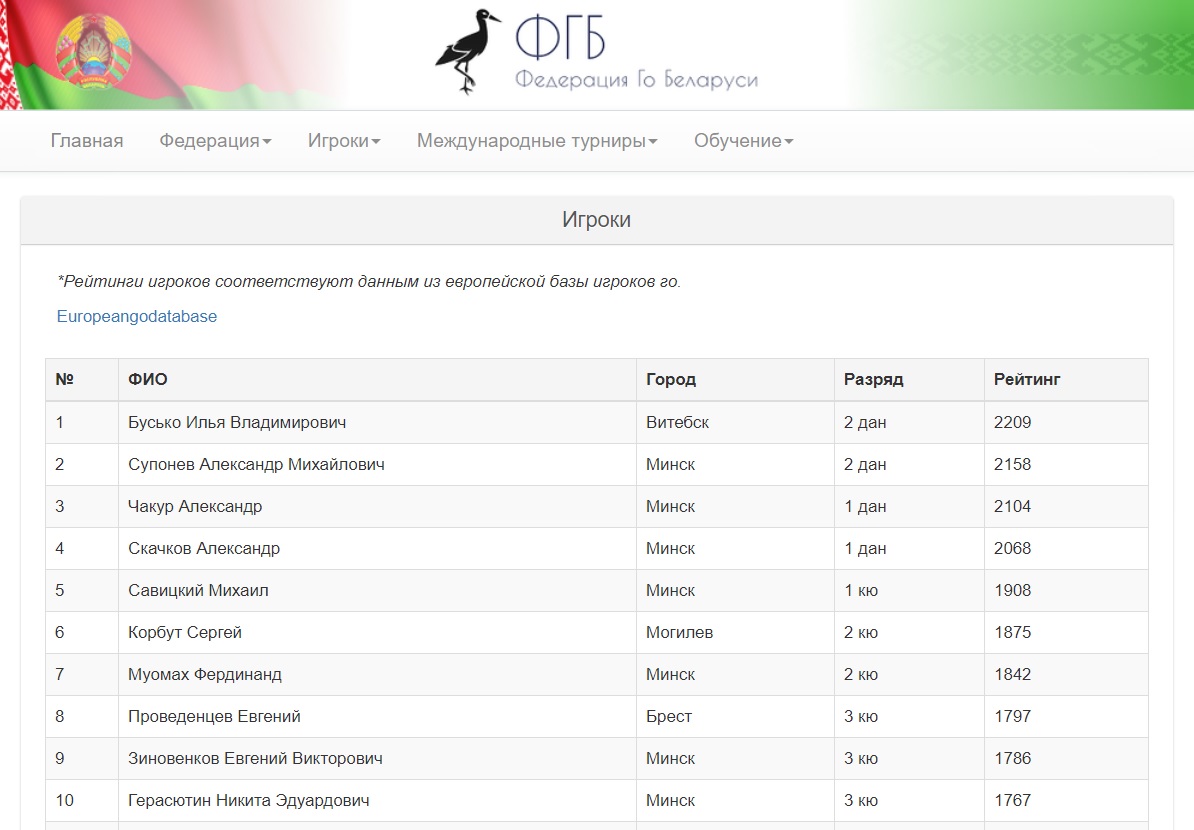 ФГБ
Федерация Го Беларуси
Главная Федерация Игроки Международные турниры Обучение
Игроки
*Рейтинги игроков соответствуют данным из европейской базы игроков го.
Europeangodatabase
№ ФИО Город Разряд Рейтинг
1 Бусько Илья Владимирович Витебск 2 дан 2209
2 Супонев Александр Михайлович Минск 2 дан 2158
3 Чакур Александр Минск 1 дан 2104
4 Скачков Александр Минск 1 дан 2068
5 Савицкий Михаил Минск 1 кю 1908
6 Корбут Сергей Могилев 2 кю 1875
7 Муомах Фердинанд Минск 2 кю 1842
8 Проведенцев Евгений Брест 3 кю 1797
9 Зиновенков Евгений Викторович Минск 3 кю 1786
10 Герасютин Никита Эдуардович Минск 3 кю 1767